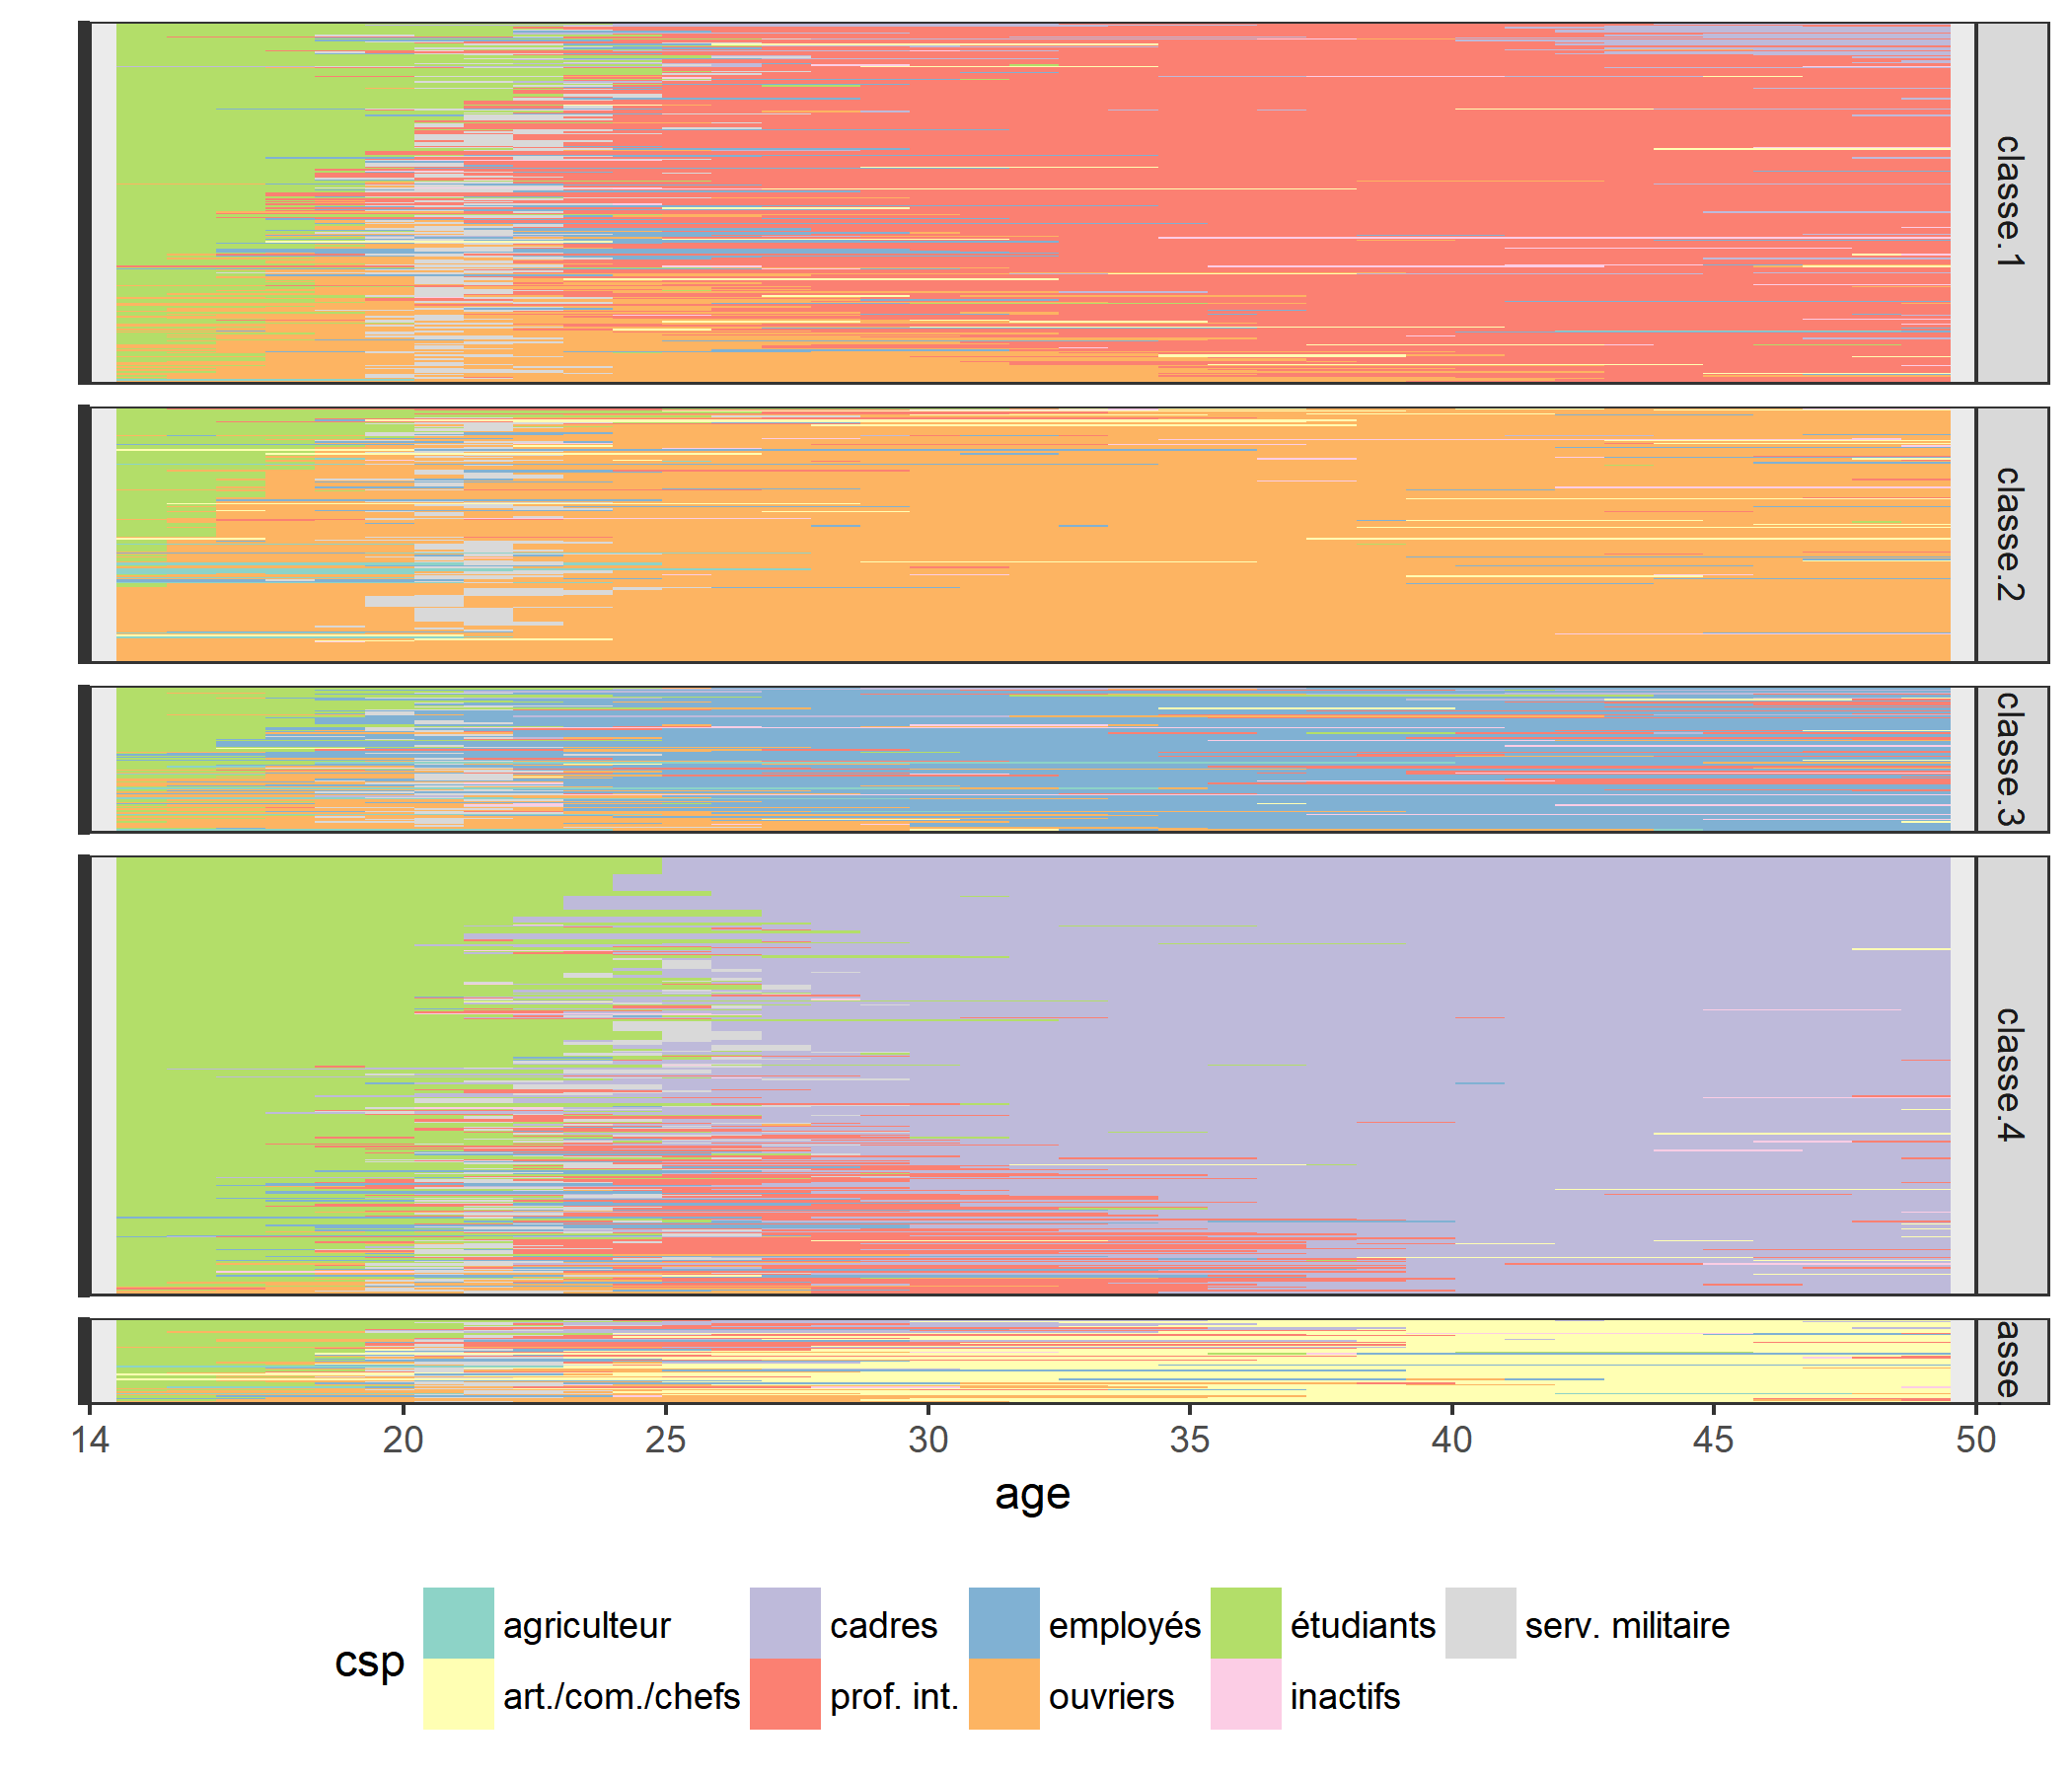 classe.1
classe.2
classe.3
classe.4
asse
14 20 25 30 35 40 45 50
age
csp
agriculteur cadres employés étudiants serv. militaire
art./com./chefs prof. int. ouvriers inactifs